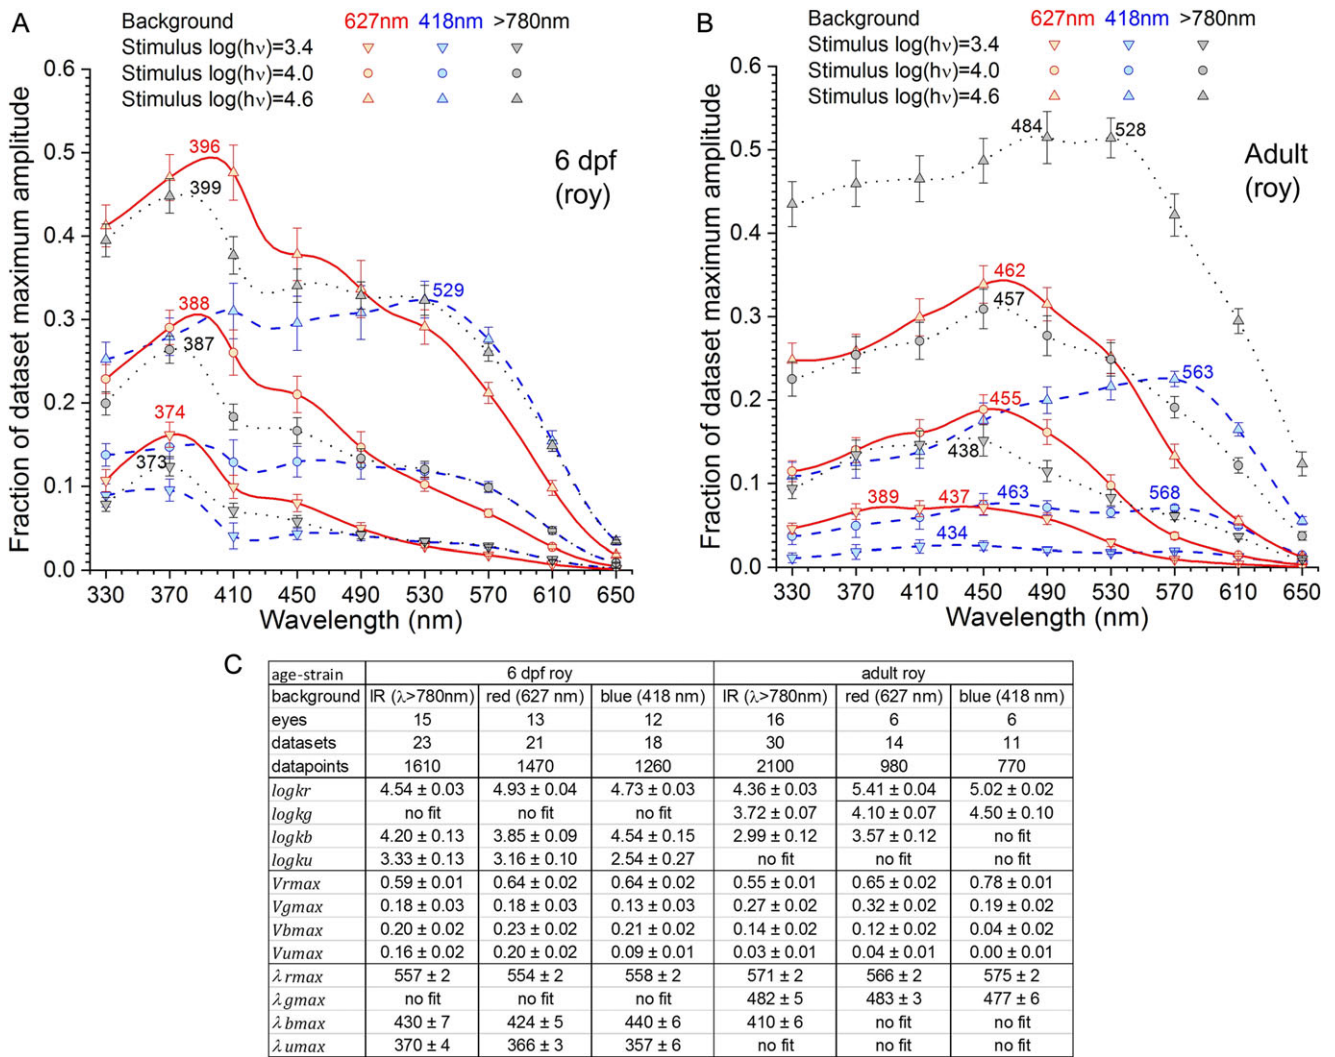 A
Background 627nm 418nm >780nm
Stimulus log(hν)=3.4
Stimulus log(hν)=4.0
Stimulus log(hν)=4.6
Fraction of dataset maximum amplitude
0.6
0.5
0.4
0.3
0.2
0.1
0.0
396
399
388
387
374
373
529
6 dpf
(roy)
330 370 410 450 490 530 570 610 650
Wavelength (nm)
B
Background 627nm 418nm >780nm
Stimulus log(hν)=3.4
Stimulus log(hν)=4.0
Stimulus log(hν)=4.6
Fraction of dataset maximum amplitude
0.6
0.5
0.4
0.3
0.2
0.1
0.0
484
528
462
457
563
455
438
389
437
463
568
434
Adult
(roy)
330 370 410 450 490 530 570 610 650
Wavelength (nm)
C
age-strain 6 dpf roy adult roy
background IR (λ>780nm) red (627 nm) blue (418 nm) IR (λ>780nm) red (627 nm) blue (418 nm)
eyes 15 13 12 16 6 6
datasets 23 21 18 30 14 11
datapoints 1610 1470 1260 2100 980 770
logkr 4.54 ± 0.03 4.93 ± 0.04 4.73 ± 0.03 4.36 ± 0.03 5.41 ± 0.04 5.02 ± 0.02
logkg no fit no fit no fit 3.72 ± 0.07 4.10 ± 0.07 4.50 ± 0.10
logkb 4.20 ± 0.13 3.85 ± 0.09 4.54 ± 0.15 2.99 ± 0.12 3.57 ± 0.12 no fit
logku 3.33 ± 0.13 3.16 ± 0.10 2.54 ± 0.27 no fit no fit no fit
Vrmax 0.59 ± 0.01 0.64 ± 0.02 0.64 ± 0.02 0.55 ± 0.01 0.65 ± 0.02 0.78 ± 0.01
Vgmax 0.18 ± 0.03 0.18 ± 0.03 0.13 ± 0.03 0.27 ± 0.02 0.32 ± 0.02 0.19 ± 0.02
Vbmax 0.20 ± 0.02 0.23 ± 0.02 0.21 ± 0.02 0.14 ± 0.02 0.12 ± 0.02 0.04 ± 0.02
Vumax 0.16 ± 0.02 0.20 ± 0.02 0.09 ± 0.01 0.03 ± 0.01 0.04 ± 0.01 0.00 ± 0.01
λrmax 557 ± 2 554 ± 2 558 ± 2 571 ± 2 566 ± 2 575 ± 2
λgmax no fit no fit no fit 482 ± 5 483 ± 3 477 ± 6
λbmax 430 ± 7 424 ± 5 440 ± 6 410 ± 6 no fit no fit
λumax 370 ± 4 366 ± 3 357 ± 6 no fit no fit no fit